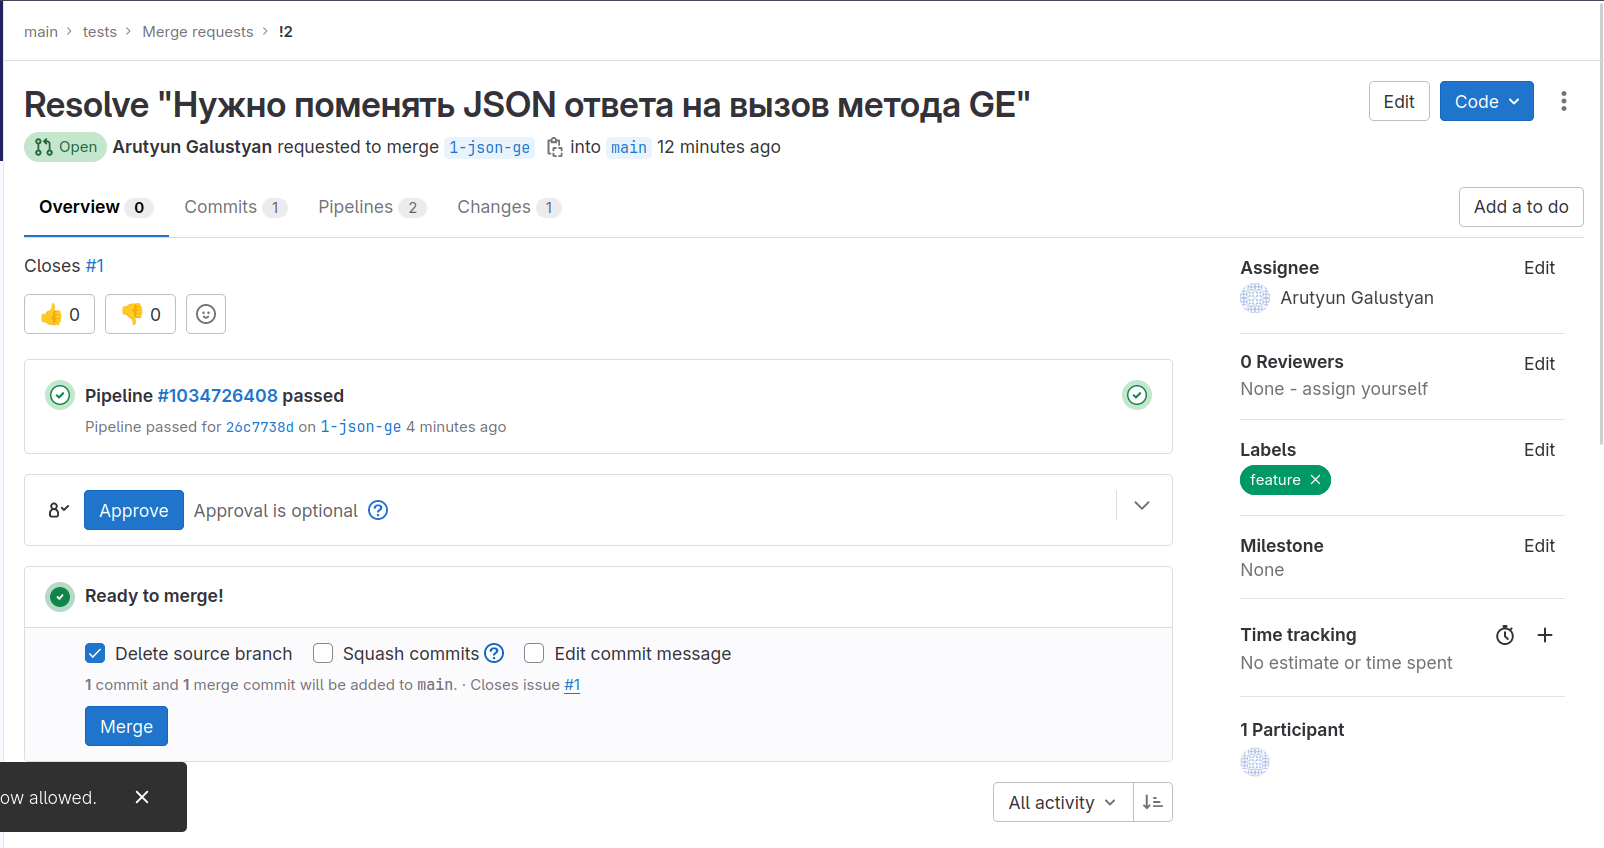 main › tests › Merge requests › !2
Resolve "Нужно поменять JSON ответа на вызов метода GE"
Edit
Code
Open Arutyun Galustyan requested to merge 1-json-ge into main 12 minutes ago
Overview 0 Commits 1 Pipelines 2 Changes 1
Add a to do
Closes #1
👍 0 👎 0
Pipeline #1034726408 passed
Pipeline passed for 26c7738d on 1-json-ge 4 minutes ago
Approve Approval is optional
Ready to merge!
Delete source branch Squash commits Edit commit message
1 commit and 1 merge commit will be added to main. · Closes issue #1
Merge
ow allowed.
All activity
Assignee Edit
Arutyun Galustyan
0 Reviewers Edit
None - assign yourself
Labels Edit
feature
Milestone Edit
None
Time tracking
No estimate or time spent
1 Participant